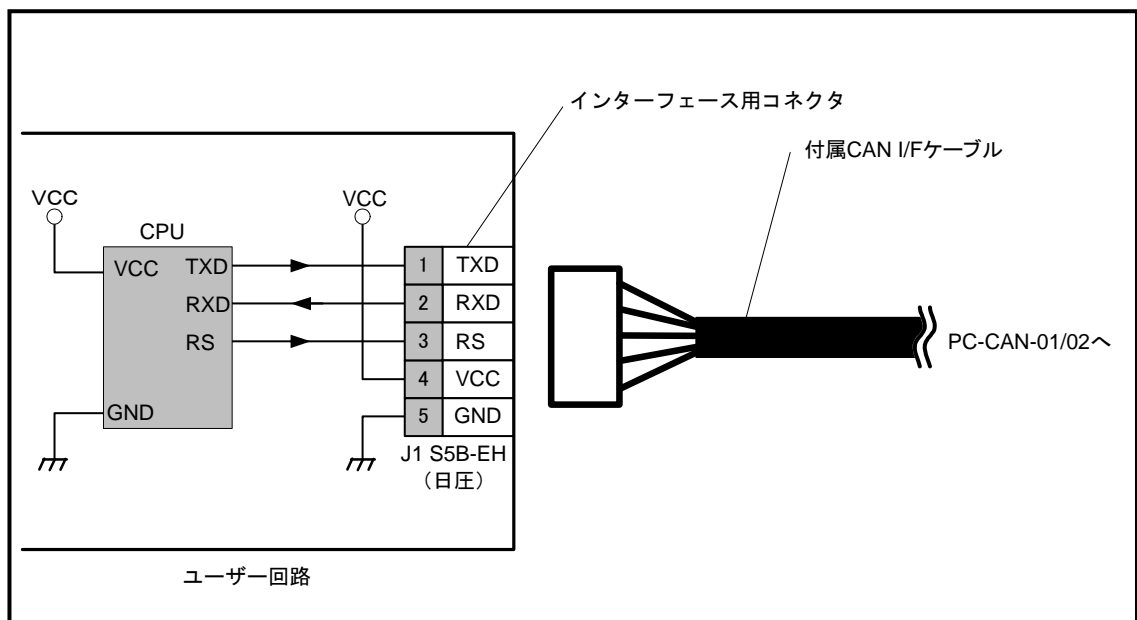 インターフェース用コネクタ
付属CAN I/Fケーブル
VCC
VCC
CPU
VCC TXD
RXD
RS
GND
1 TXD
2 RXD
3 RS
4 VCC
5 GND
J1 S5B-EH
（日圧）
PC-CAN-01/02へ
ユーザー回路